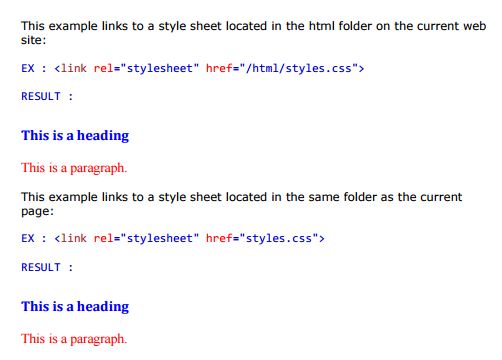 This example links to a style sheet located in the html folder on the current web
site:
EX : <link rel="stylesheet" href="/html/styles.css">
RESULT :
This is a heading
This is a paragraph.
This example links to a style sheet located in the same folder as the current
page:
EX : <link rel="stylesheet" href="styles.css">
RESULT :
This is a heading
This is a paragraph.